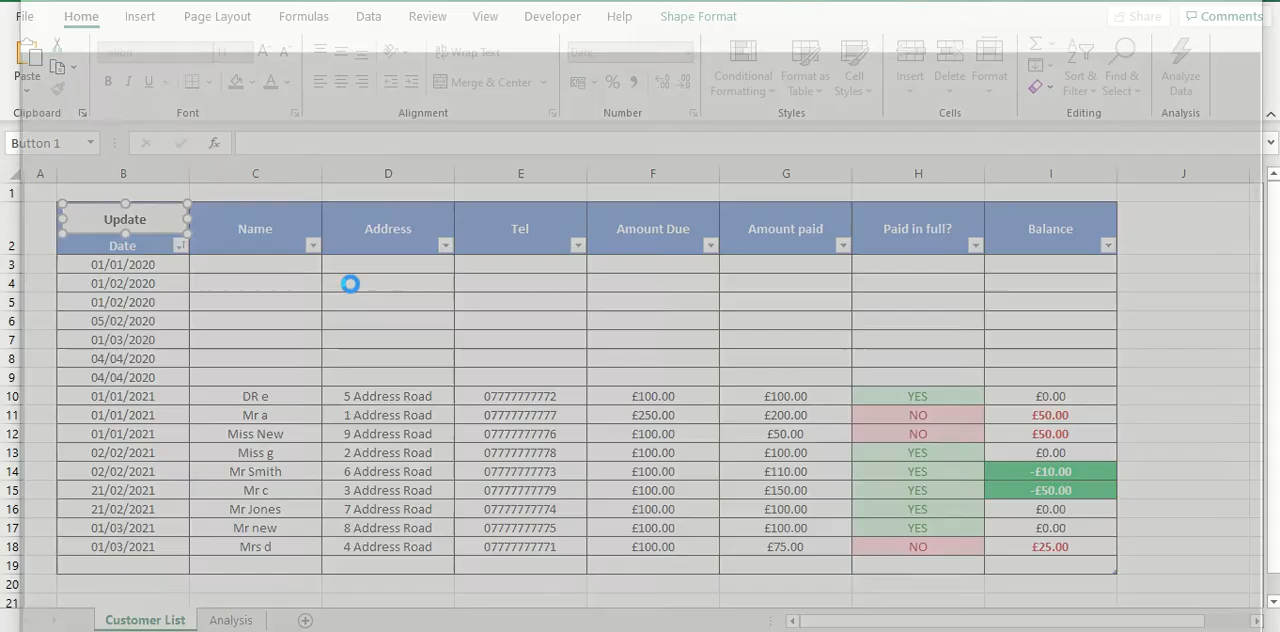 File Home Insert Page Layout Formulas Data Review View Developer Help Shape Format Share Comments
Paste B I U Wrap Text Merge & Center Date % Conditional Formatting Format as Table Cell Styles Insert Delete Format Sort & Filter Find & Select Analyze Data
Clipboard Font Alignment Number Styles Cells Editing Analysis
Button 1 fx
A B C D E F G H I J
1
Update
2 Date Name Address Tel Amount Due Amount paid Paid in full? Balance
3 01/01/2020
4 01/02/2020
5 01/02/2020
6 05/02/2020
7 01/03/2020
8 04/04/2020
9 04/04/2020
10 01/01/2021 DR e 5 Address Road 07777777772 £100.00 £100.00 YES £0.00
11 01/01/2021 Mr a 1 Address Road 07777777777 £250.00 £200.00 NO £50.00
12 01/01/2021 Miss New 9 Address Road 07777777776 £100.00 £50.00 NO £50.00
13 02/02/2021 Miss g 2 Address Road 07777777778 £100.00 £100.00 YES £0.00
14 02/02/2021 Mr Smith 6 Address Road 07777777773 £100.00 £110.00 YES -£10.00
15 21/02/2021 Mr c 3 Address Road 07777777779 £100.00 £150.00 YES -£50.00
16 21/02/2021 Mr Jones 7 Address Road 07777777774 £100.00 £100.00 YES £0.00
17 01/03/2021 Mr new 8 Address Road 07777777775 £100.00 £100.00 YES £0.00
18 01/03/2021 Mrs d 4 Address Road 07777777771 £100.00 £75.00 NO £25.00
19
20
21
Customer List Analysis